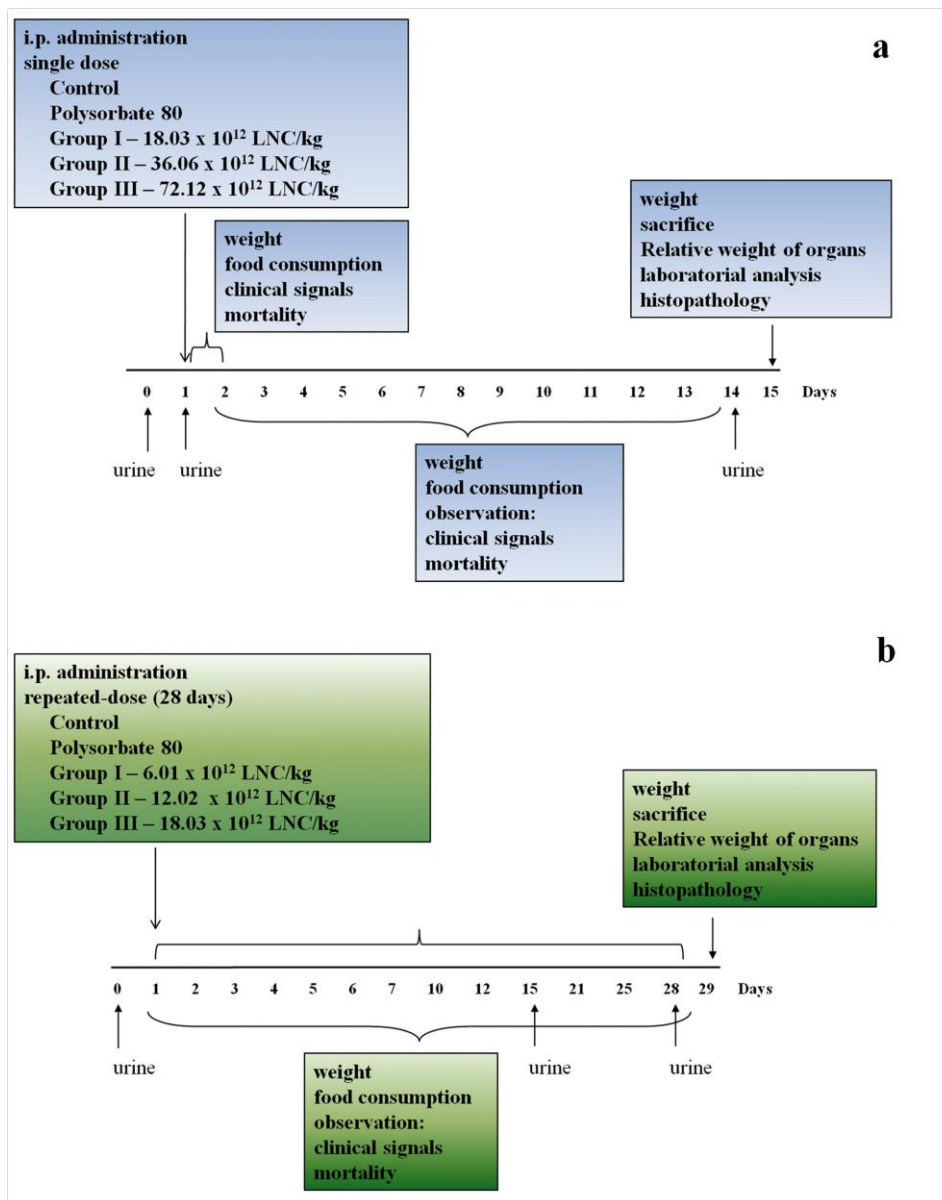 a
i.p. administration
single dose
Control
Polysorbate 80
Group I – 18.03 x 10¹² LNC/kg
Group II – 36.06 x 10¹² LNC/kg
Group III – 72.12 x 10¹² LNC/kg
weight
food consumption
clinical signals
mortality
weight
sacrifice
Relative weight of organs
laboratorial analysis
histopathology
0 1 2 3 4 5 6 7 8 9 10 11 12 13 14 15 Days
urine urine urine
weight
food consumption
observation:
clinical signals
mortality
b
i.p. administration
repeated-dose (28 days)
Control
Polysorbate 80
Group I – 6.01 x 10¹² LNC/kg
Group II – 12.02 x 10¹² LNC/kg
Group III – 18.03 x 10¹² LNC/kg
weight
sacrifice
Relative weight of organs
laboratorial analysis
histopathology
0 1 2 3 4 5 6 7 10 12 15 21 25 28 29 Days
urine urine urine
weight
food consumption
observation:
clinical signals
mortality